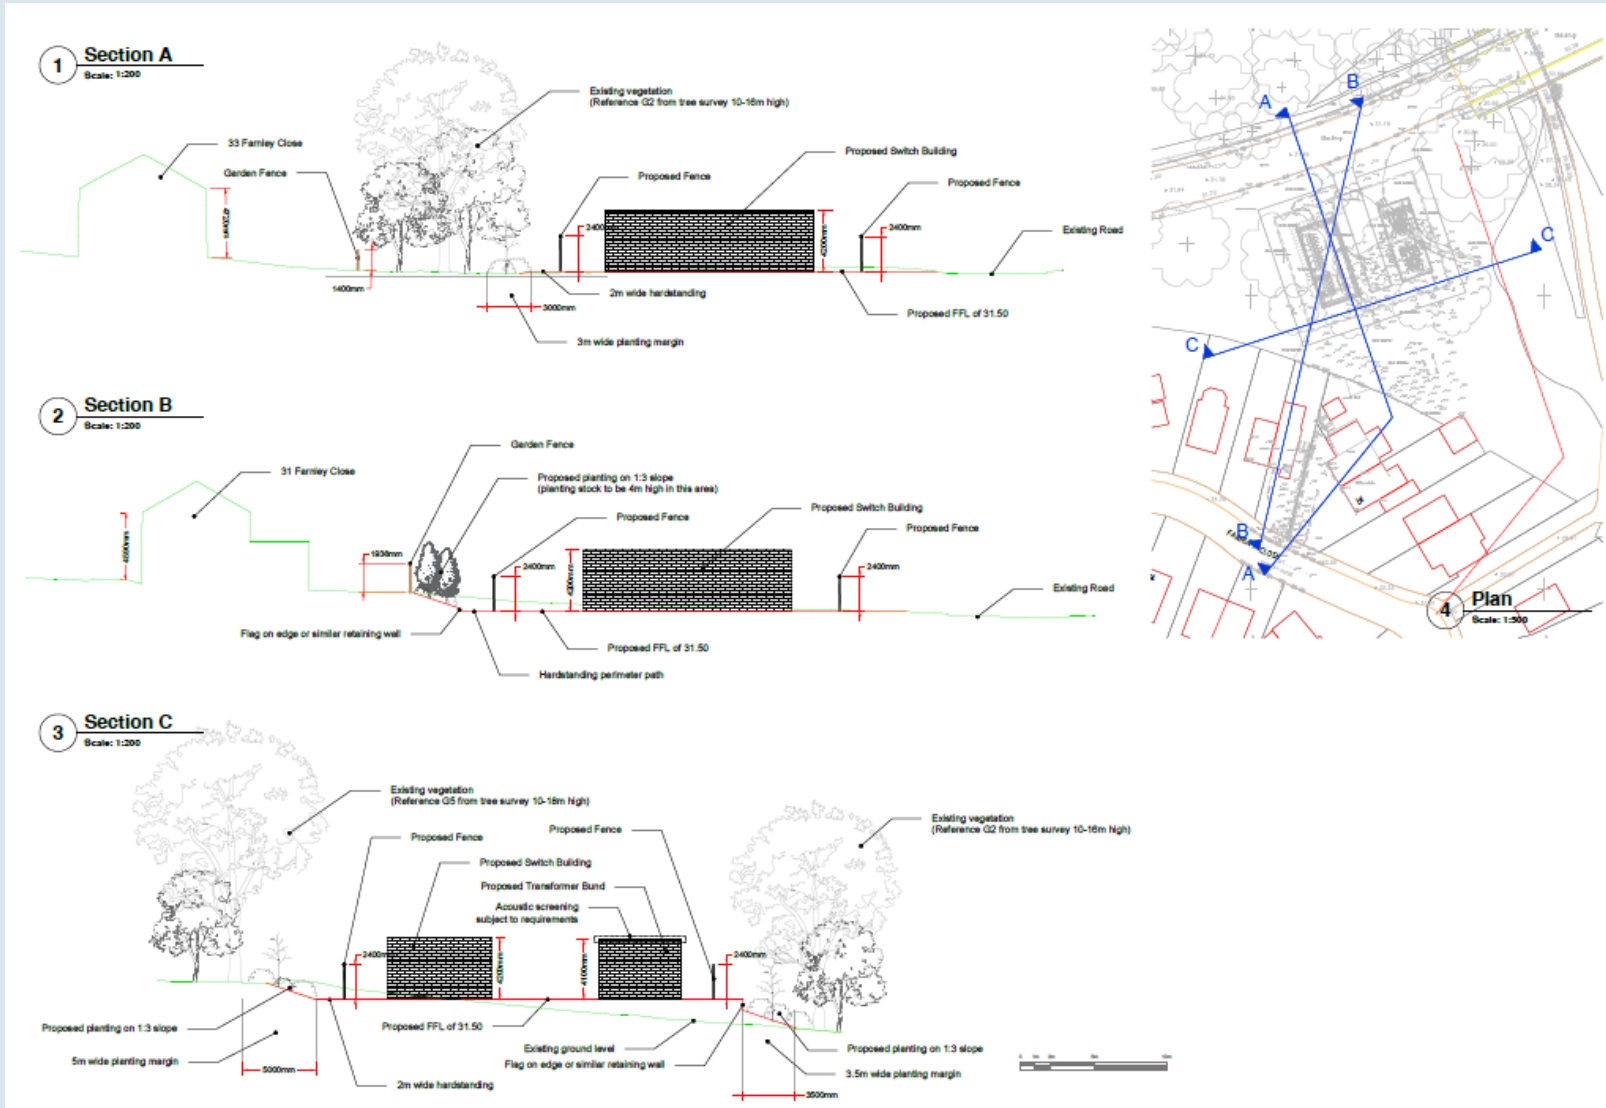 1
Section A
Scale: 1:200
Existing vegetation
(Reference G2 from tree survey 10-16m high)
33 Farnley Close
Garden Fence
Proposed Fence
Proposed Switch Building
Proposed Fence
Existing Road
4720mm
1400mm
2400
4200mm
2400mm
2m wide hardstanding
3000mm
3m wide planting margin
Proposed FFL of 31.50
2
Section B
Scale: 1:200
Garden Fence
31 Farnley Close
Proposed planting on 1:3 slope
(planting stock to be 4m high in this area)
Proposed Fence
Proposed Switch Building
Proposed Fence
1936mm
2400mm
4200mm
2400mm
Existing Road
Flag on edge or similar retaining wall
Proposed FFL of 31.50
Hardstanding perimeter path
3
Section C
Scale: 1:200
Existing vegetation
(Reference G5 from tree survey 10-18m high)
Proposed Fence
Proposed Fence
Existing vegetation
(Reference G2 from tree survey 10-16m high)
Proposed Switch Building
Proposed Transformer Bund
Acoustic screening
subject to requirements
2400m
4200mm
4100mm
2400mm
Proposed planting on 1:3 slope
Proposed FFL of 31.50
5m wide planting margin
Existing ground level
Flag on edge or similar retaining wall
Proposed planting on 1:3 slope
3.5m wide planting margin
5000mm
2m wide hardstanding
3500mm
A
B
C
C
B
A
4
Plan
Scale: 1:500